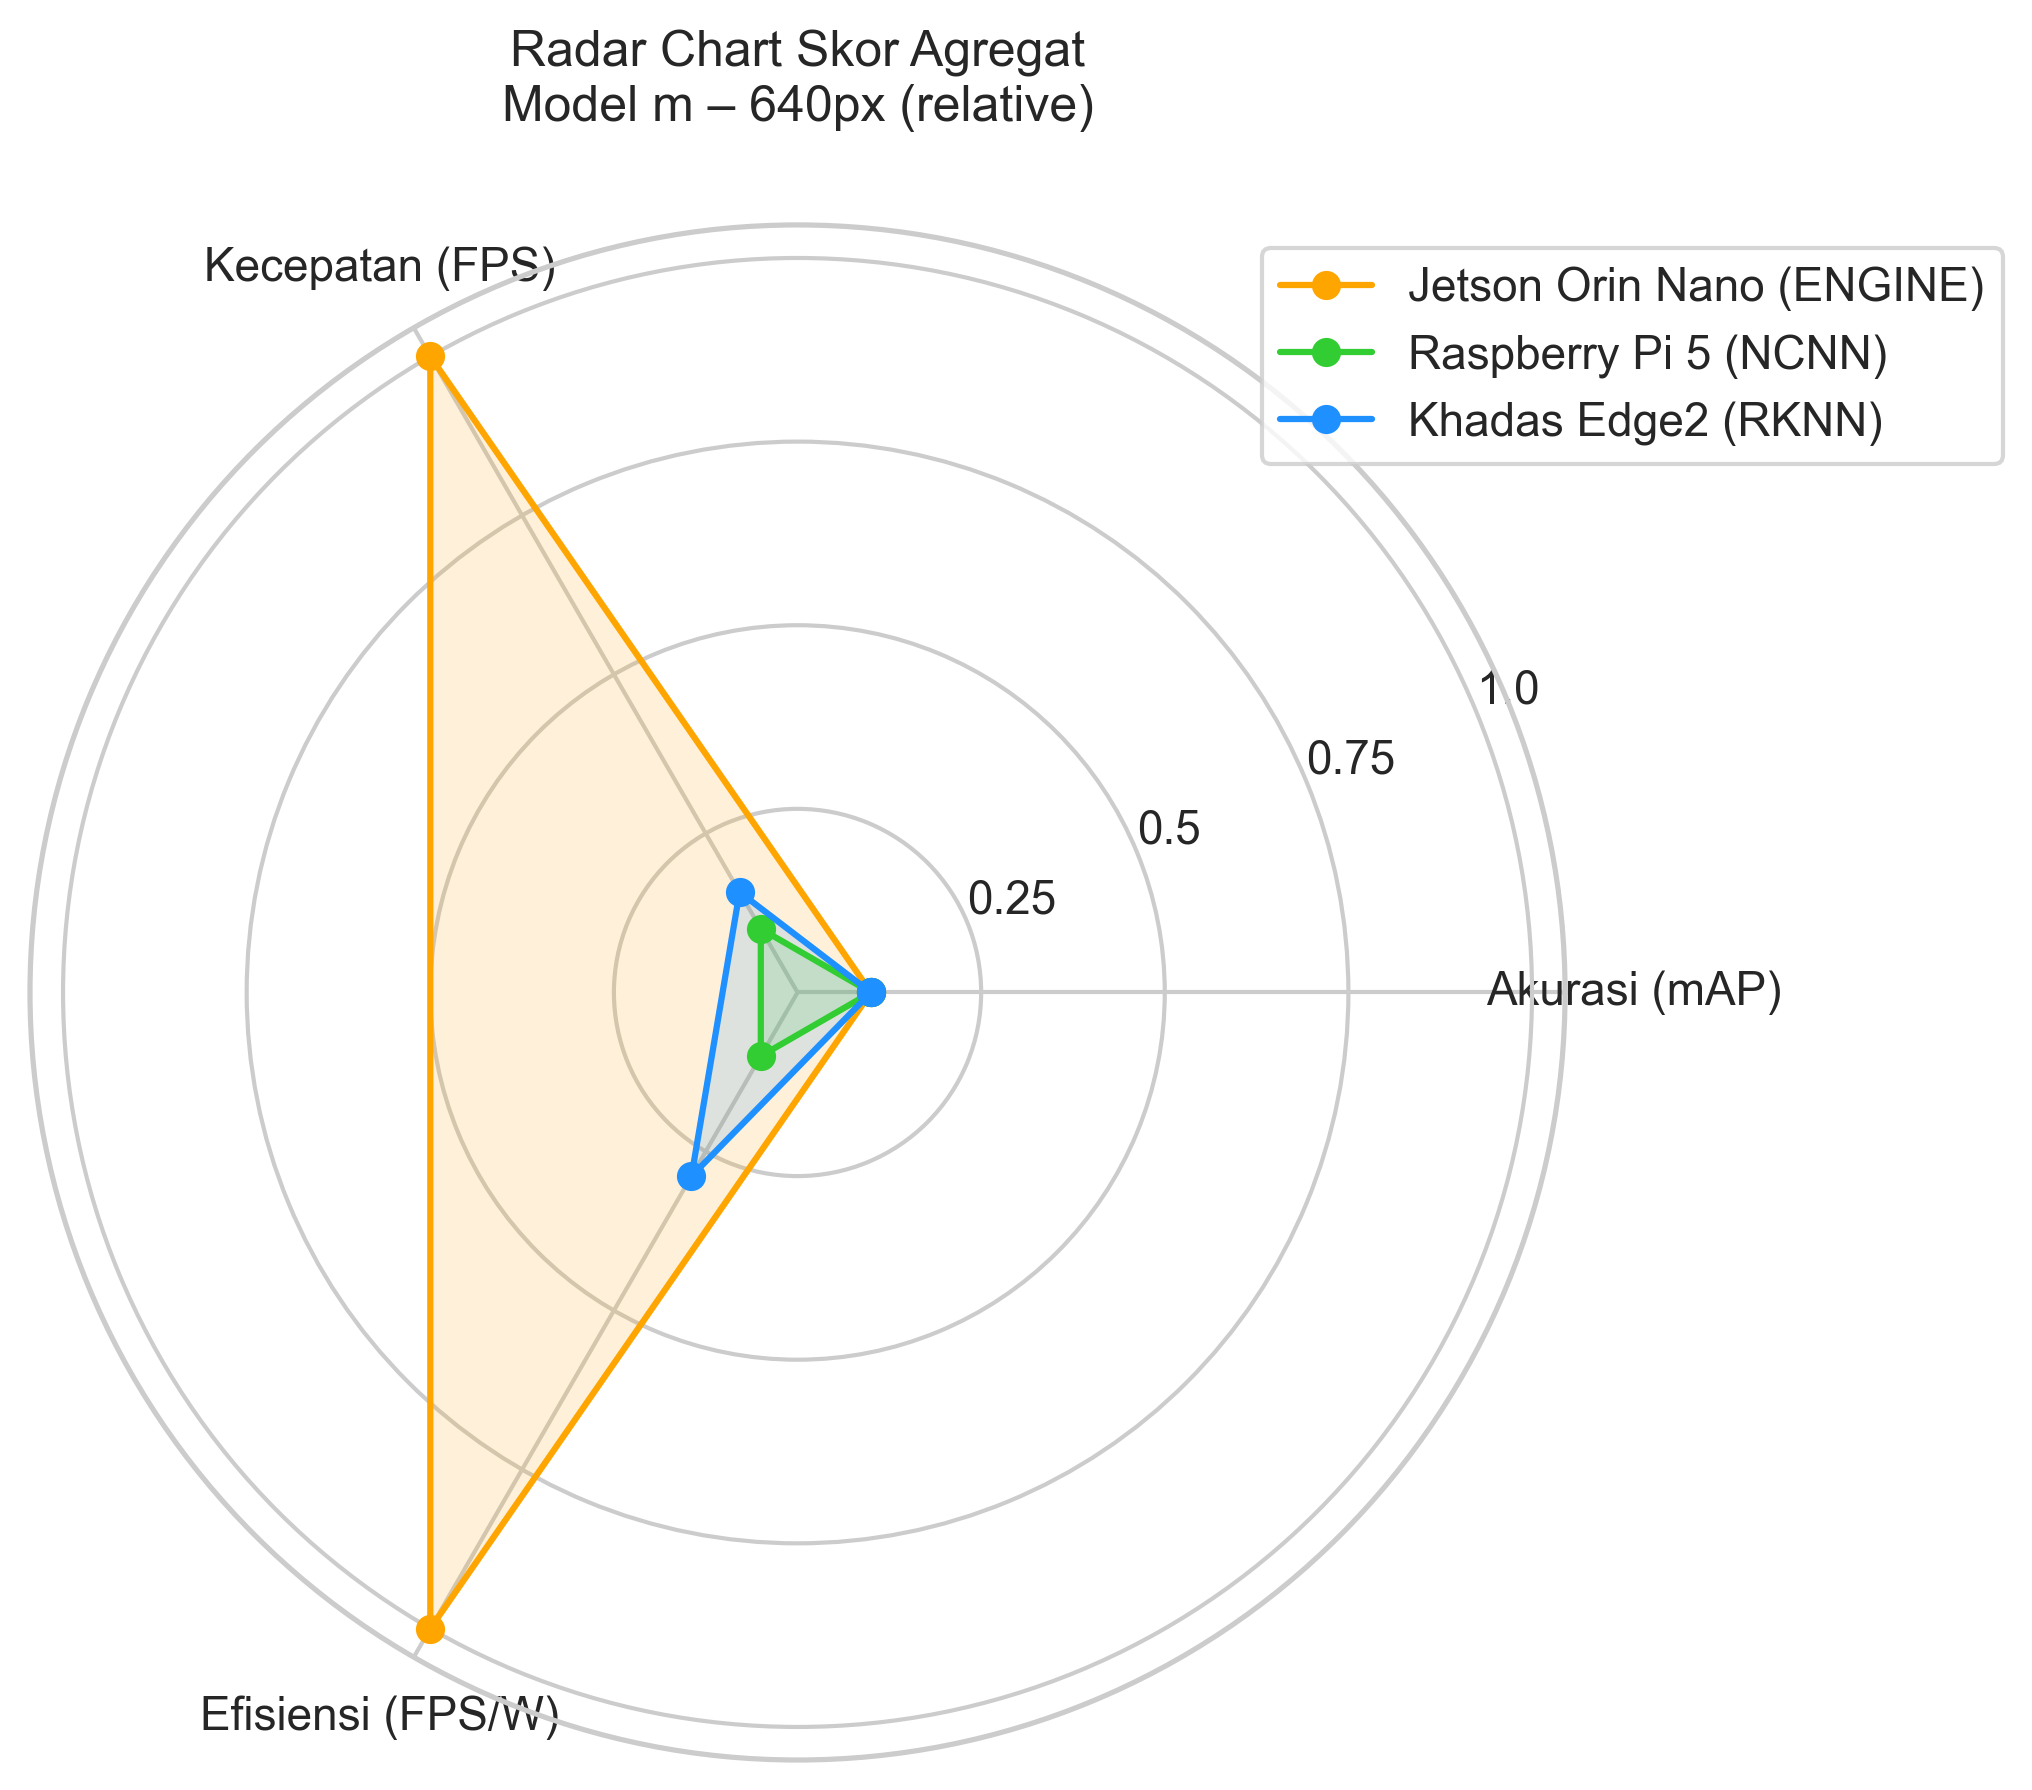 Radar Chart Skor Agregat
Model m – 640px (relative)
Kecepatan (FPS)
Jetson Orin Nano (ENGINE)
Raspberry Pi 5 (NCNN)
Khadas Edge2 (RKNN)
1.0
0.75
0.5
0.25
Akurasi (mAP)
Efisiensi (FPS/W)